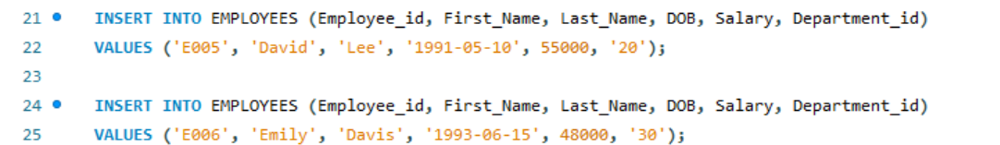 21 INSERT INTO EMPLOYEES (Employee_id, First_Name, Last_Name, DOB, Salary, Department_id)
22 VALUES ('E005', 'David', 'Lee', '1991-05-10', 55000, '20');
23
24 INSERT INTO EMPLOYEES (Employee_id, First_Name, Last_Name, DOB, Salary, Department_id)
25 VALUES ('E006', 'Emily', 'Davis', '1993-06-15', 48000, '30');